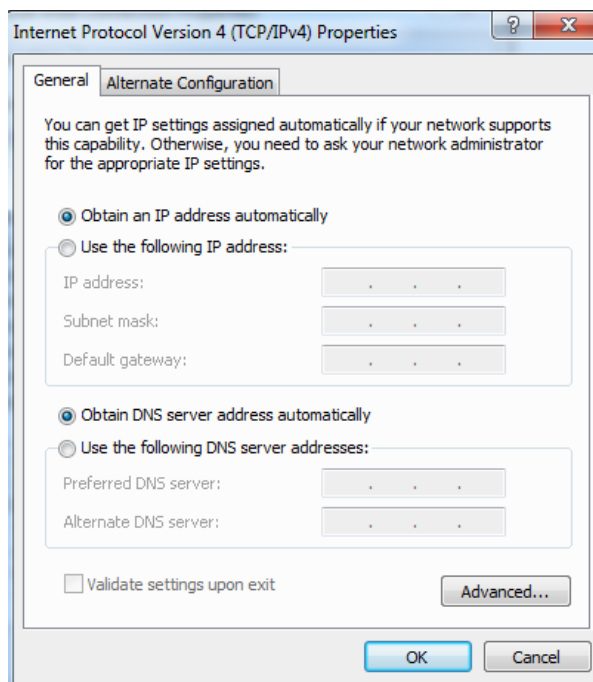 Internet Protocol Version 4 (TCP/IPv4) Properties
?
General
Alternate Configuration
You can get IP settings assigned automatically if your network supports
this capability. Otherwise, you need to ask your network administrator
for the appropriate IP settings.
Obtain an IP address automatically
Use the following IP address:
IP address:
. . .
Subnet mask:
. . .
Default gateway:
. . .
Obtain DNS server address automatically
Use the following DNS server addresses:
Preferred DNS server:
. . .
Alternate DNS server:
. . .
Validate settings upon exit
Advanced...
OK
Cancel